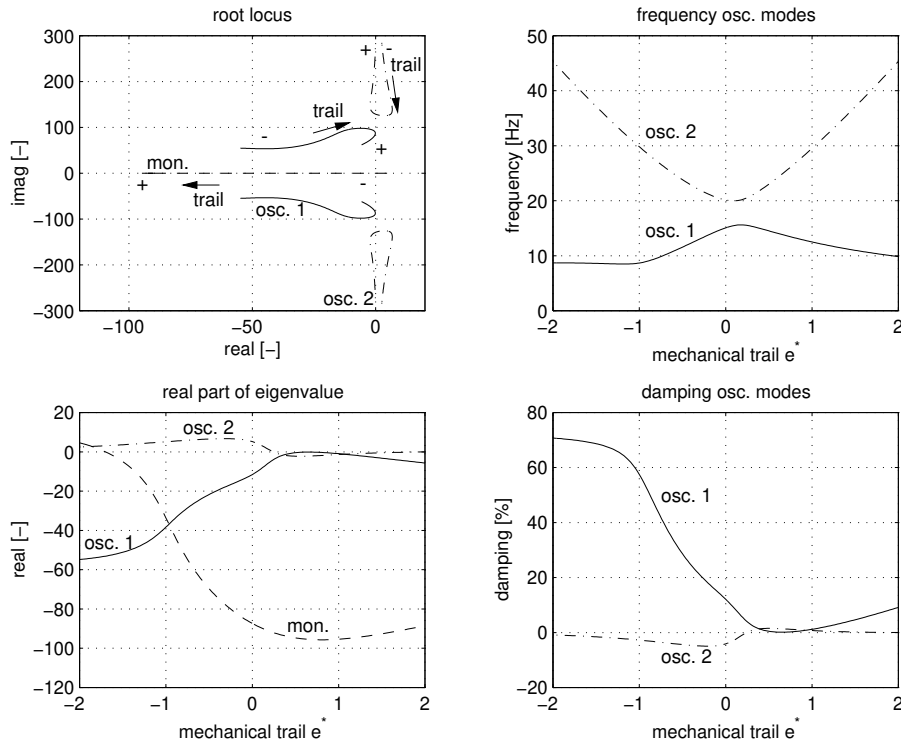 root locus
300
200
100
0
−100
−200
−300
imag [−]
+ -
trail
trail
-
+
mon.
+
-
trail
osc. 1
osc. 2
−100
−50
0
real [−]
frequency osc. modes
50
40
30
20
10
0
frequency [Hz]
osc. 2
osc. 1
−2
−1
0
1
2
mechanical trail e*
real part of eigenvalue
20
0
−20
−40
−60
−80
−100
−120
real [−]
osc. 2
osc. 1
mon.
−2
−1
0
1
2
mechanical trail e*
damping osc. modes
80
60
40
20
0
−20
damping [%]
osc. 1
osc. 2
−2
−1
0
1
2
mechanical trail e*